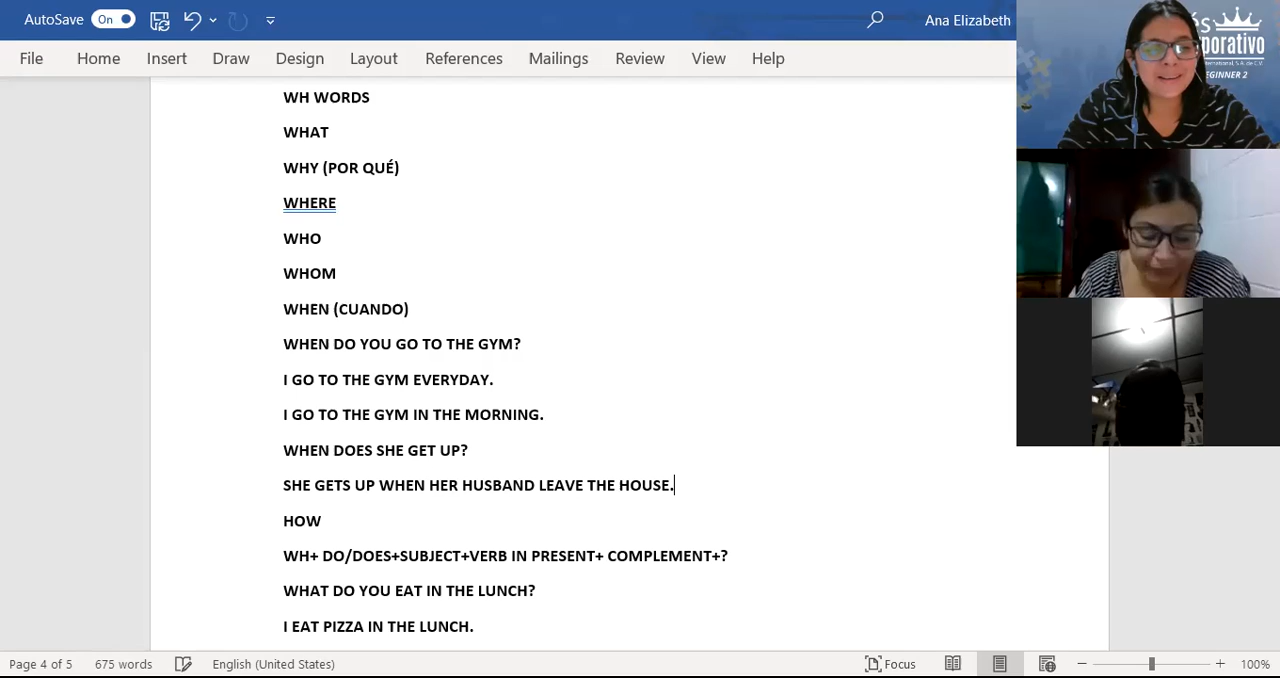 AutoSave On Ana Elizabeth
File Home Insert Draw Design Layout References Mailings Review View Help
WH WORDS
WHAT
WHY (POR QUÉ)
WHERE
WHO
WHOM
WHEN (CUANDO)
WHEN DO YOU GO TO THE GYM?
I GO TO THE GYM EVERYDAY.
I GO TO THE GYM IN THE MORNING.
WHEN DOES SHE GET UP?
SHE GETS UP WHEN HER HUSBAND LEAVE THE HOUSE.
HOW
WH+ DO/DOES+SUBJECT+VERB IN PRESENT+ COMPLEMENT+?
WHAT DO YOU EAT IN THE LUNCH?
I EAT PIZZA IN THE LUNCH.
Page 4 of 5 675 words English (United States) Focus 100%